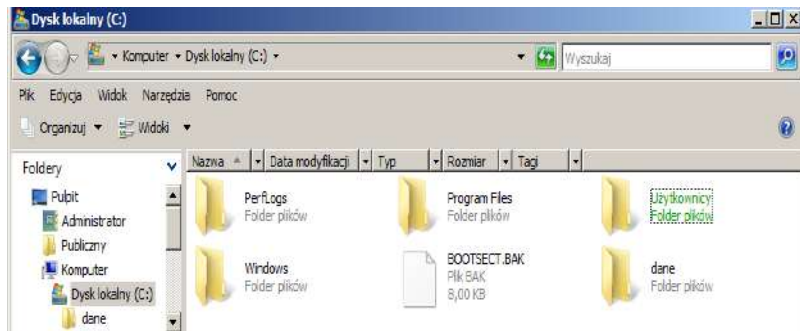 Dysk lokalny (C:)
Komputer Dysk lokalny (C:)
Wyszukaj
Plik Edycja Widok Narzędzia Pomoc
Organizuj Widoki
Foldery
Pulpit
Administrator
Publiczny
Komputer
Dysk lokalny (C:)
dane
Nazwa Data modyfikacji Typ Rozmiar Tagi
PerfLogs
Folder plików
Program Files
Folder plików
Użytkownicy
Folder plików
Windows
Folder plików
BOOTSECT.BAK
Plik BAK
8,00 KB
dane
Folder plików